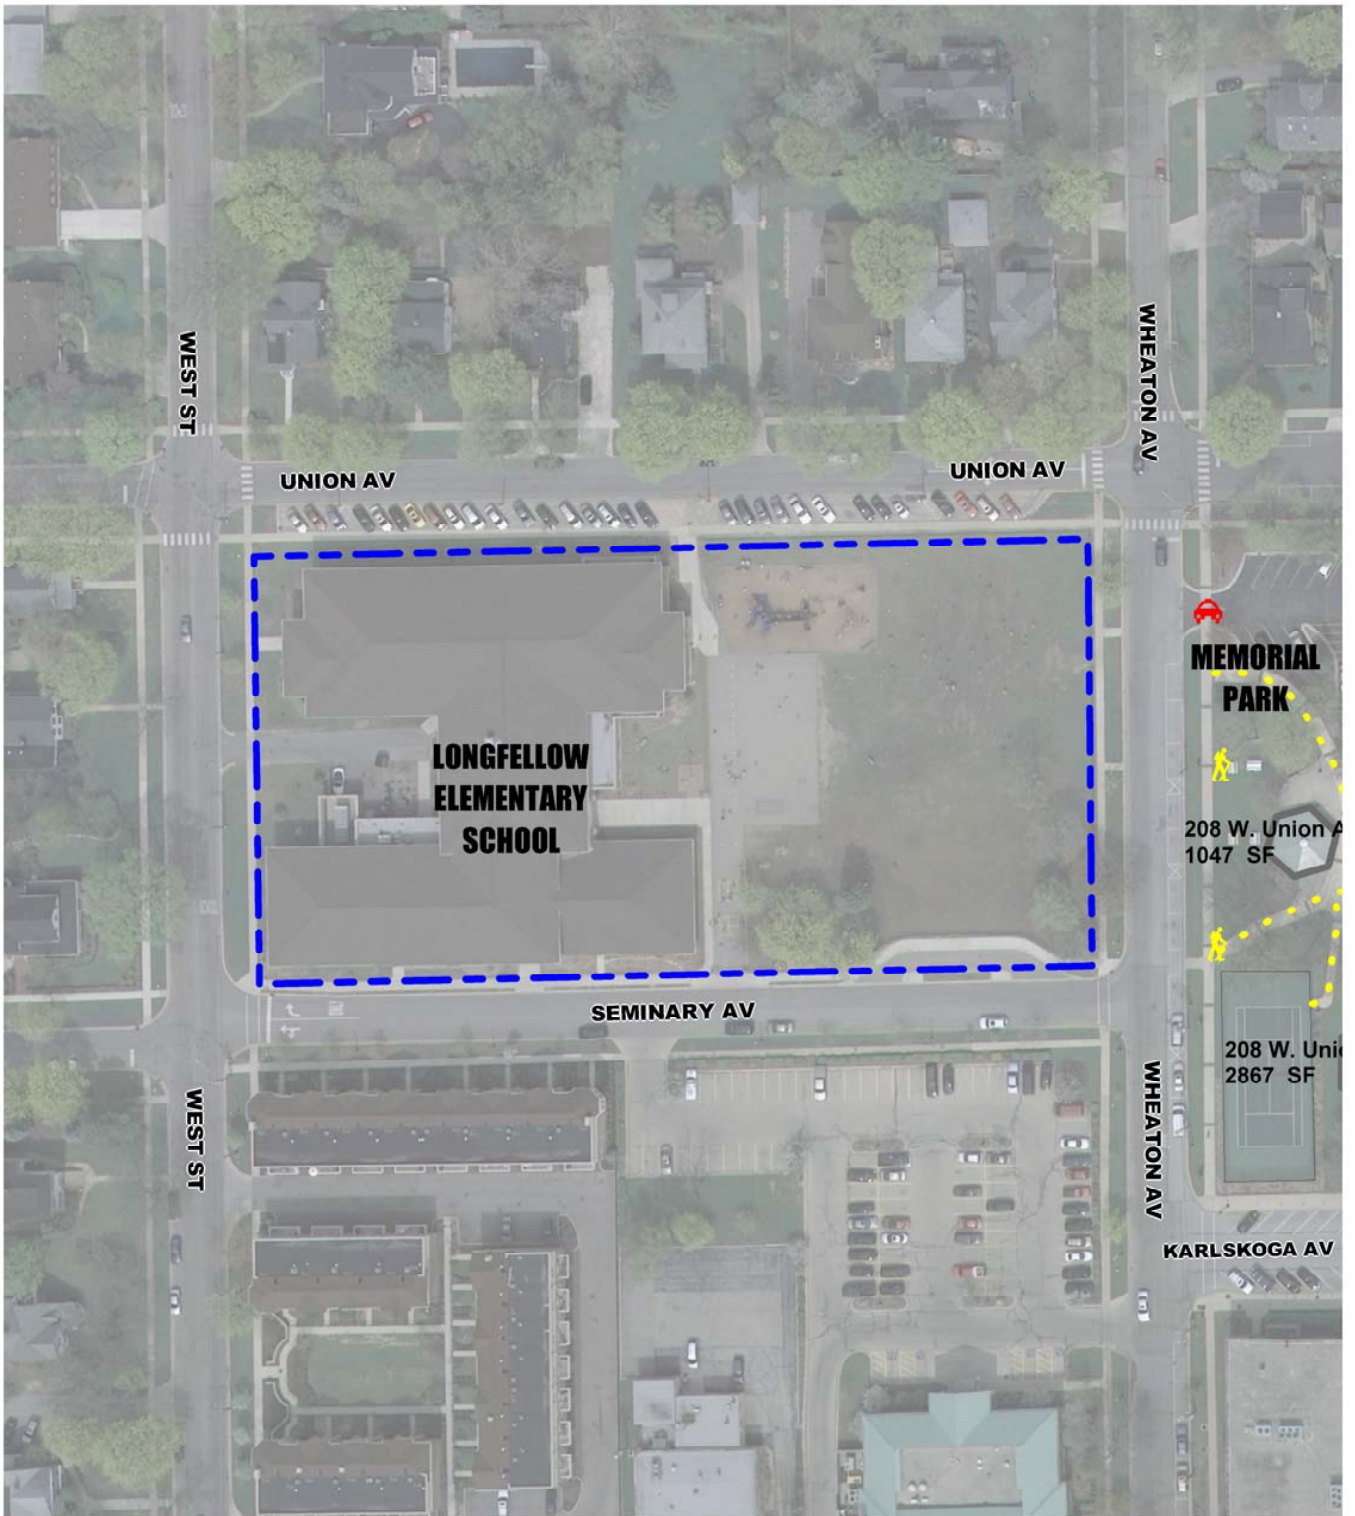 WEST ST
WHEATON AV
UNION AV
UNION AV
MEMORIAL
PARK
LONGFELLOW
ELEMENTARY
SCHOOL
208 W. Union A
1047 SF
SEMINARY AV
208 W. Unio
2867 SF
WEST ST
WHEATON AV
KARLSKOGA AV